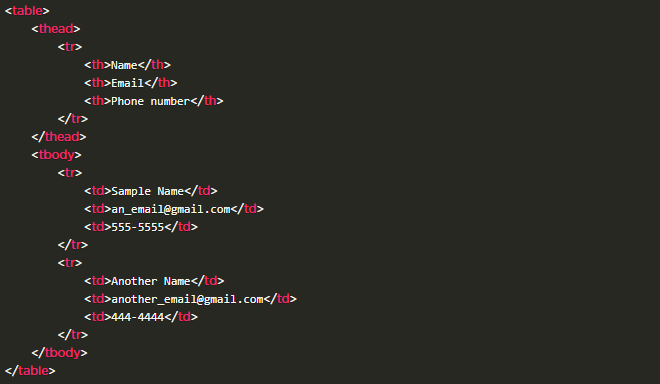 <table>
    <thead>
        <tr>
            <th>Name</th>
            <th>Email</th>
            <th>Phone number</th>
        </tr>
    </thead>
    <tbody>
        <tr>
            <td>Sample Name</td>
            <td>an_email@gmail.com</td>
            <td>555-5555</td>
        </tr>
        <tr>
            <td>Another Name</td>
            <td>another_email@gmail.com</td>
            <td>444-4444</td>
        </tr>
    </tbody>
</table>